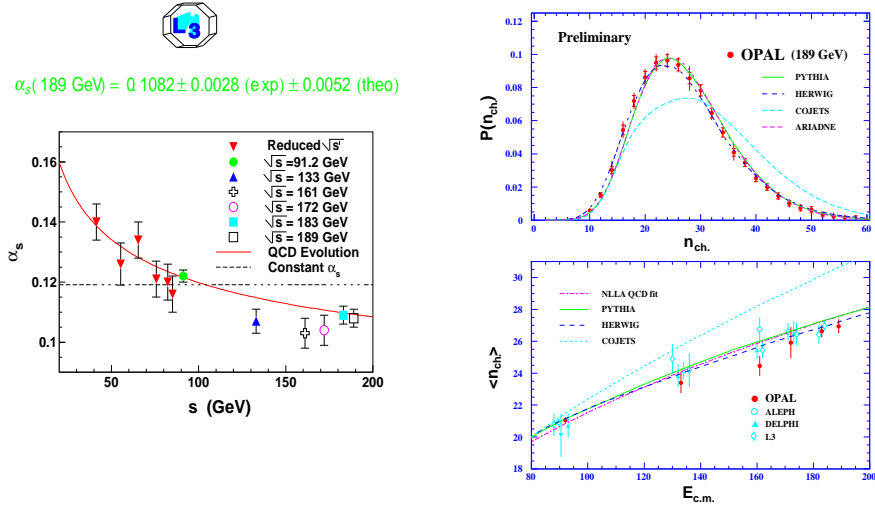 L3
αs(189 GeV) = 0.1082 ± 0.0028 (exp) ± 0.0052 (theo)
Reduced √s'
√s =91.2 GeV
√s = 133 GeV
√s = 161 GeV
√s = 172 GeV
√s = 183 GeV
√s = 189 GeV
QCD Evolution
Constant αs
αs
0.16
0.14
0.12
0.1
50 100 150 200
s (GeV)
Preliminary
OPAL (189 GeV)
PYTHIA
HERWIG
COJETS
ARIADNE
P(nch.)
0.12
0.1
0.08
0.06
0.04
0.02
0
0 10 20 30 40 50 60
nch.
NLLA QCD fit
PYTHIA
HERWIG
COJETS
OPAL
ALEPH
DELPHI
L3
<nch.>
30
28
26
24
22
20
18
80 100 120 140 160 180 200
Ec.m.